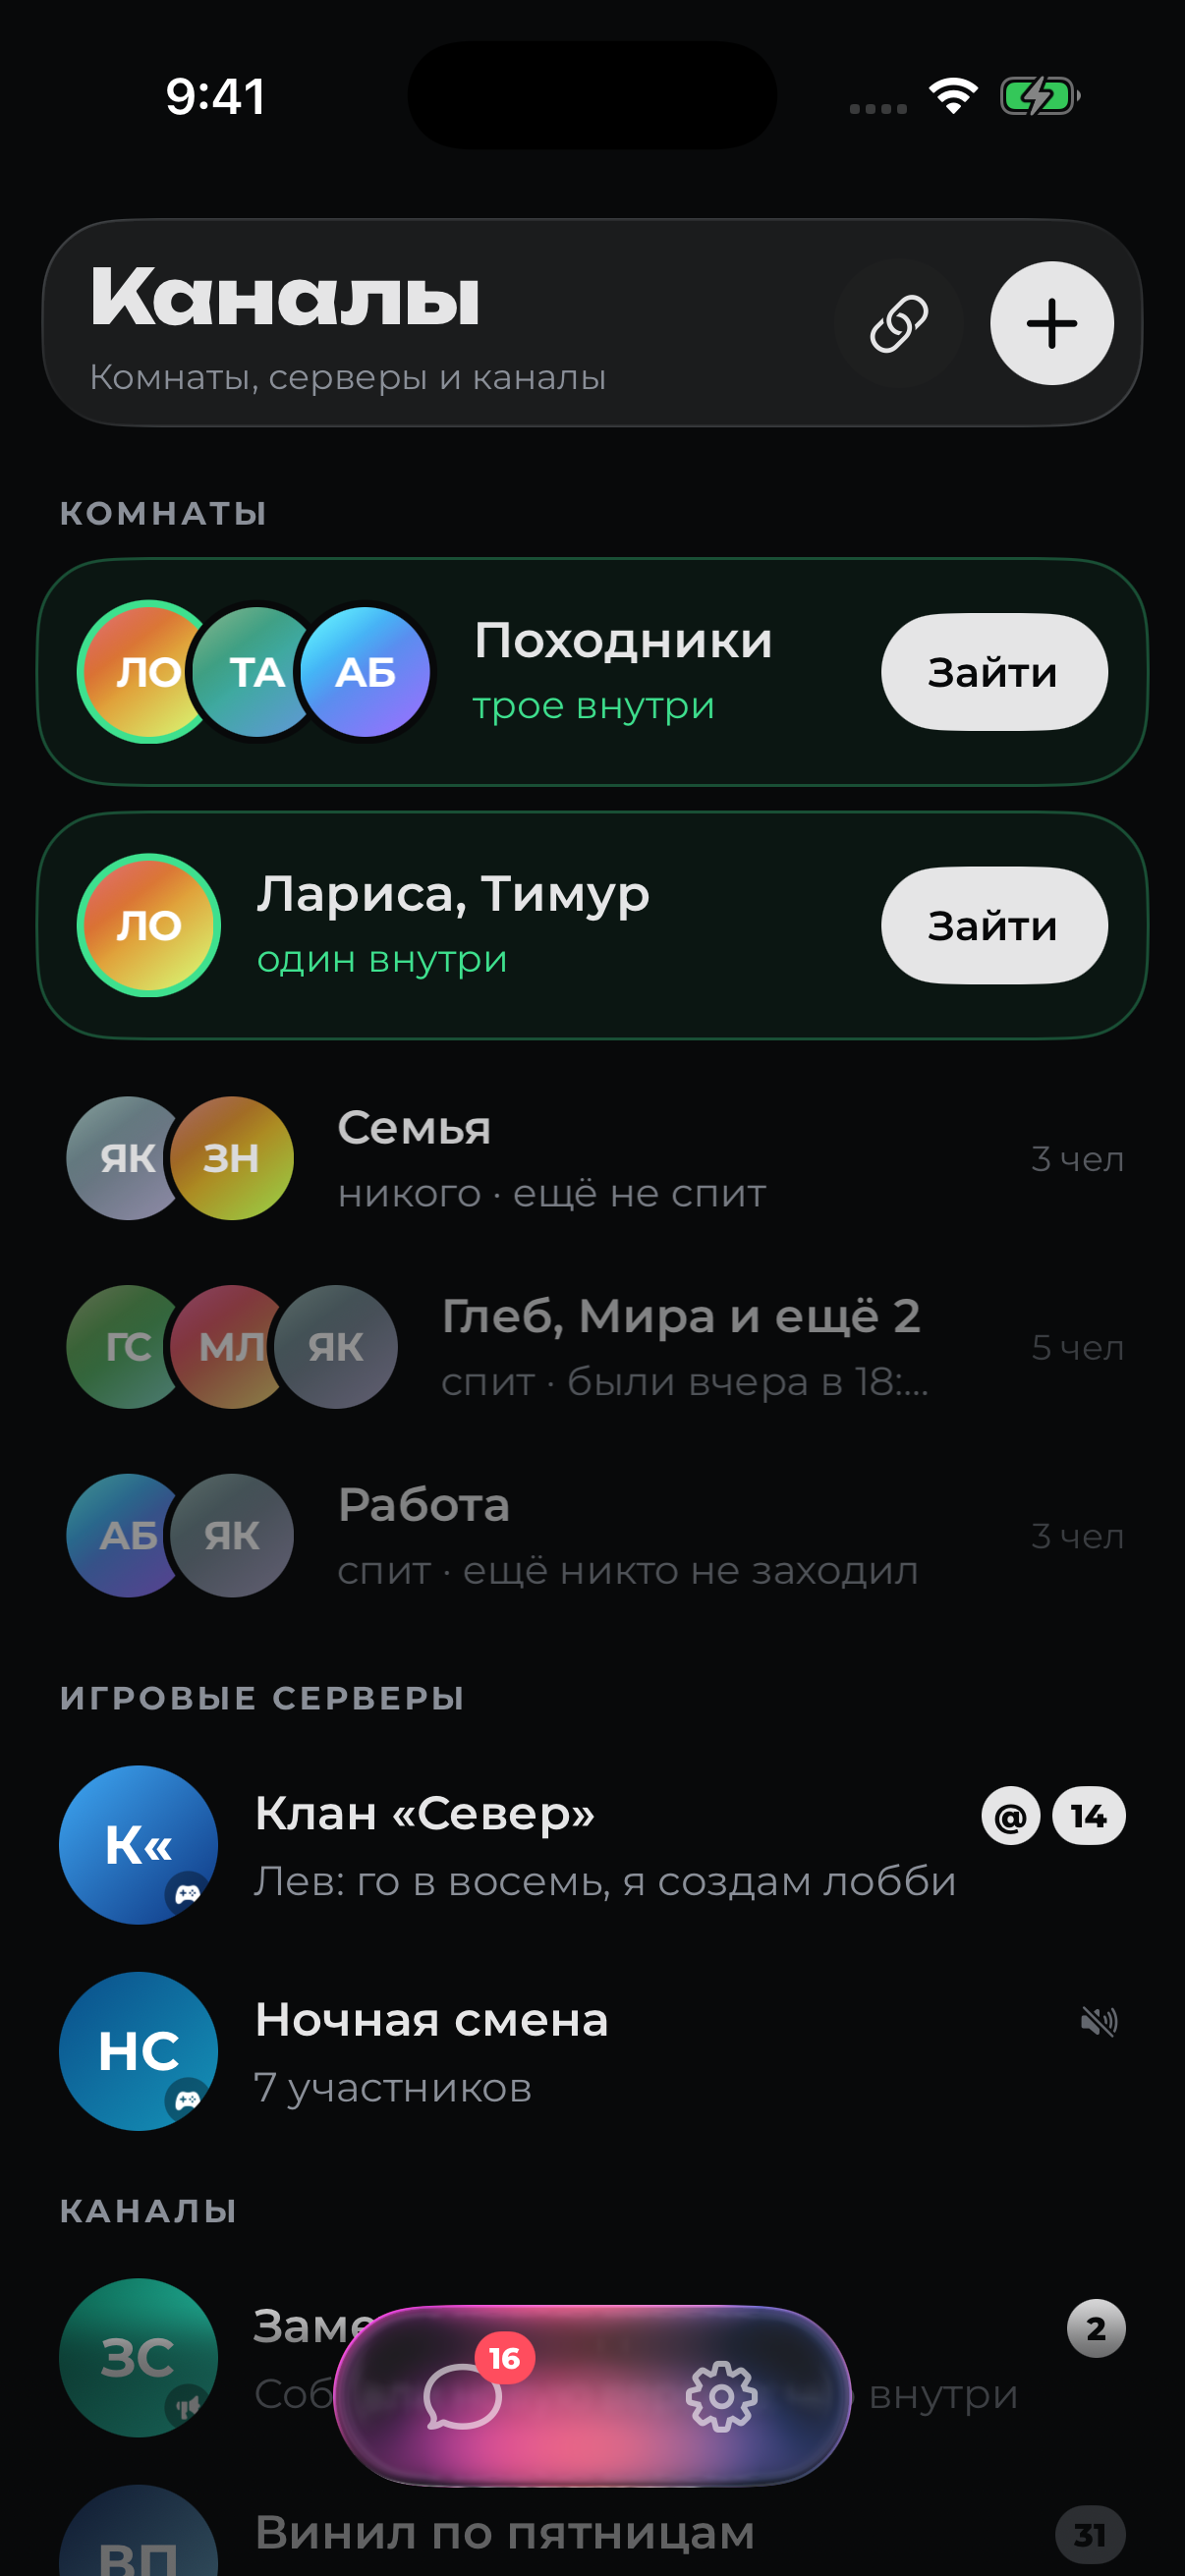 9:41
Каналы
Комнаты, серверы и каналы
КОМНАТЫ
ЛО ТА АБ
Походники
трое внутри
Зайти
ЛО
Лариса, Тимур
один внутри
Зайти
ЯК ЗН
Семья
никого · ещё не спит
3 чел
ГС МЛ ЯК
Глеб, Мира и ещё 2
спит · были вчера в 18:...
5 чел
АБ ЯК
Работа
спит · ещё никто не заходил
3 чел
ИГРОВЫЕ СЕРВЕРЫ
К«
Клан «Север»
@ 14
Лев: го в восемь, я создам лобби
НС
Ночная смена
7 участников
КАНАЛЫ
ЗС
2
внутри
16
ВП
Винил по пятницам
31